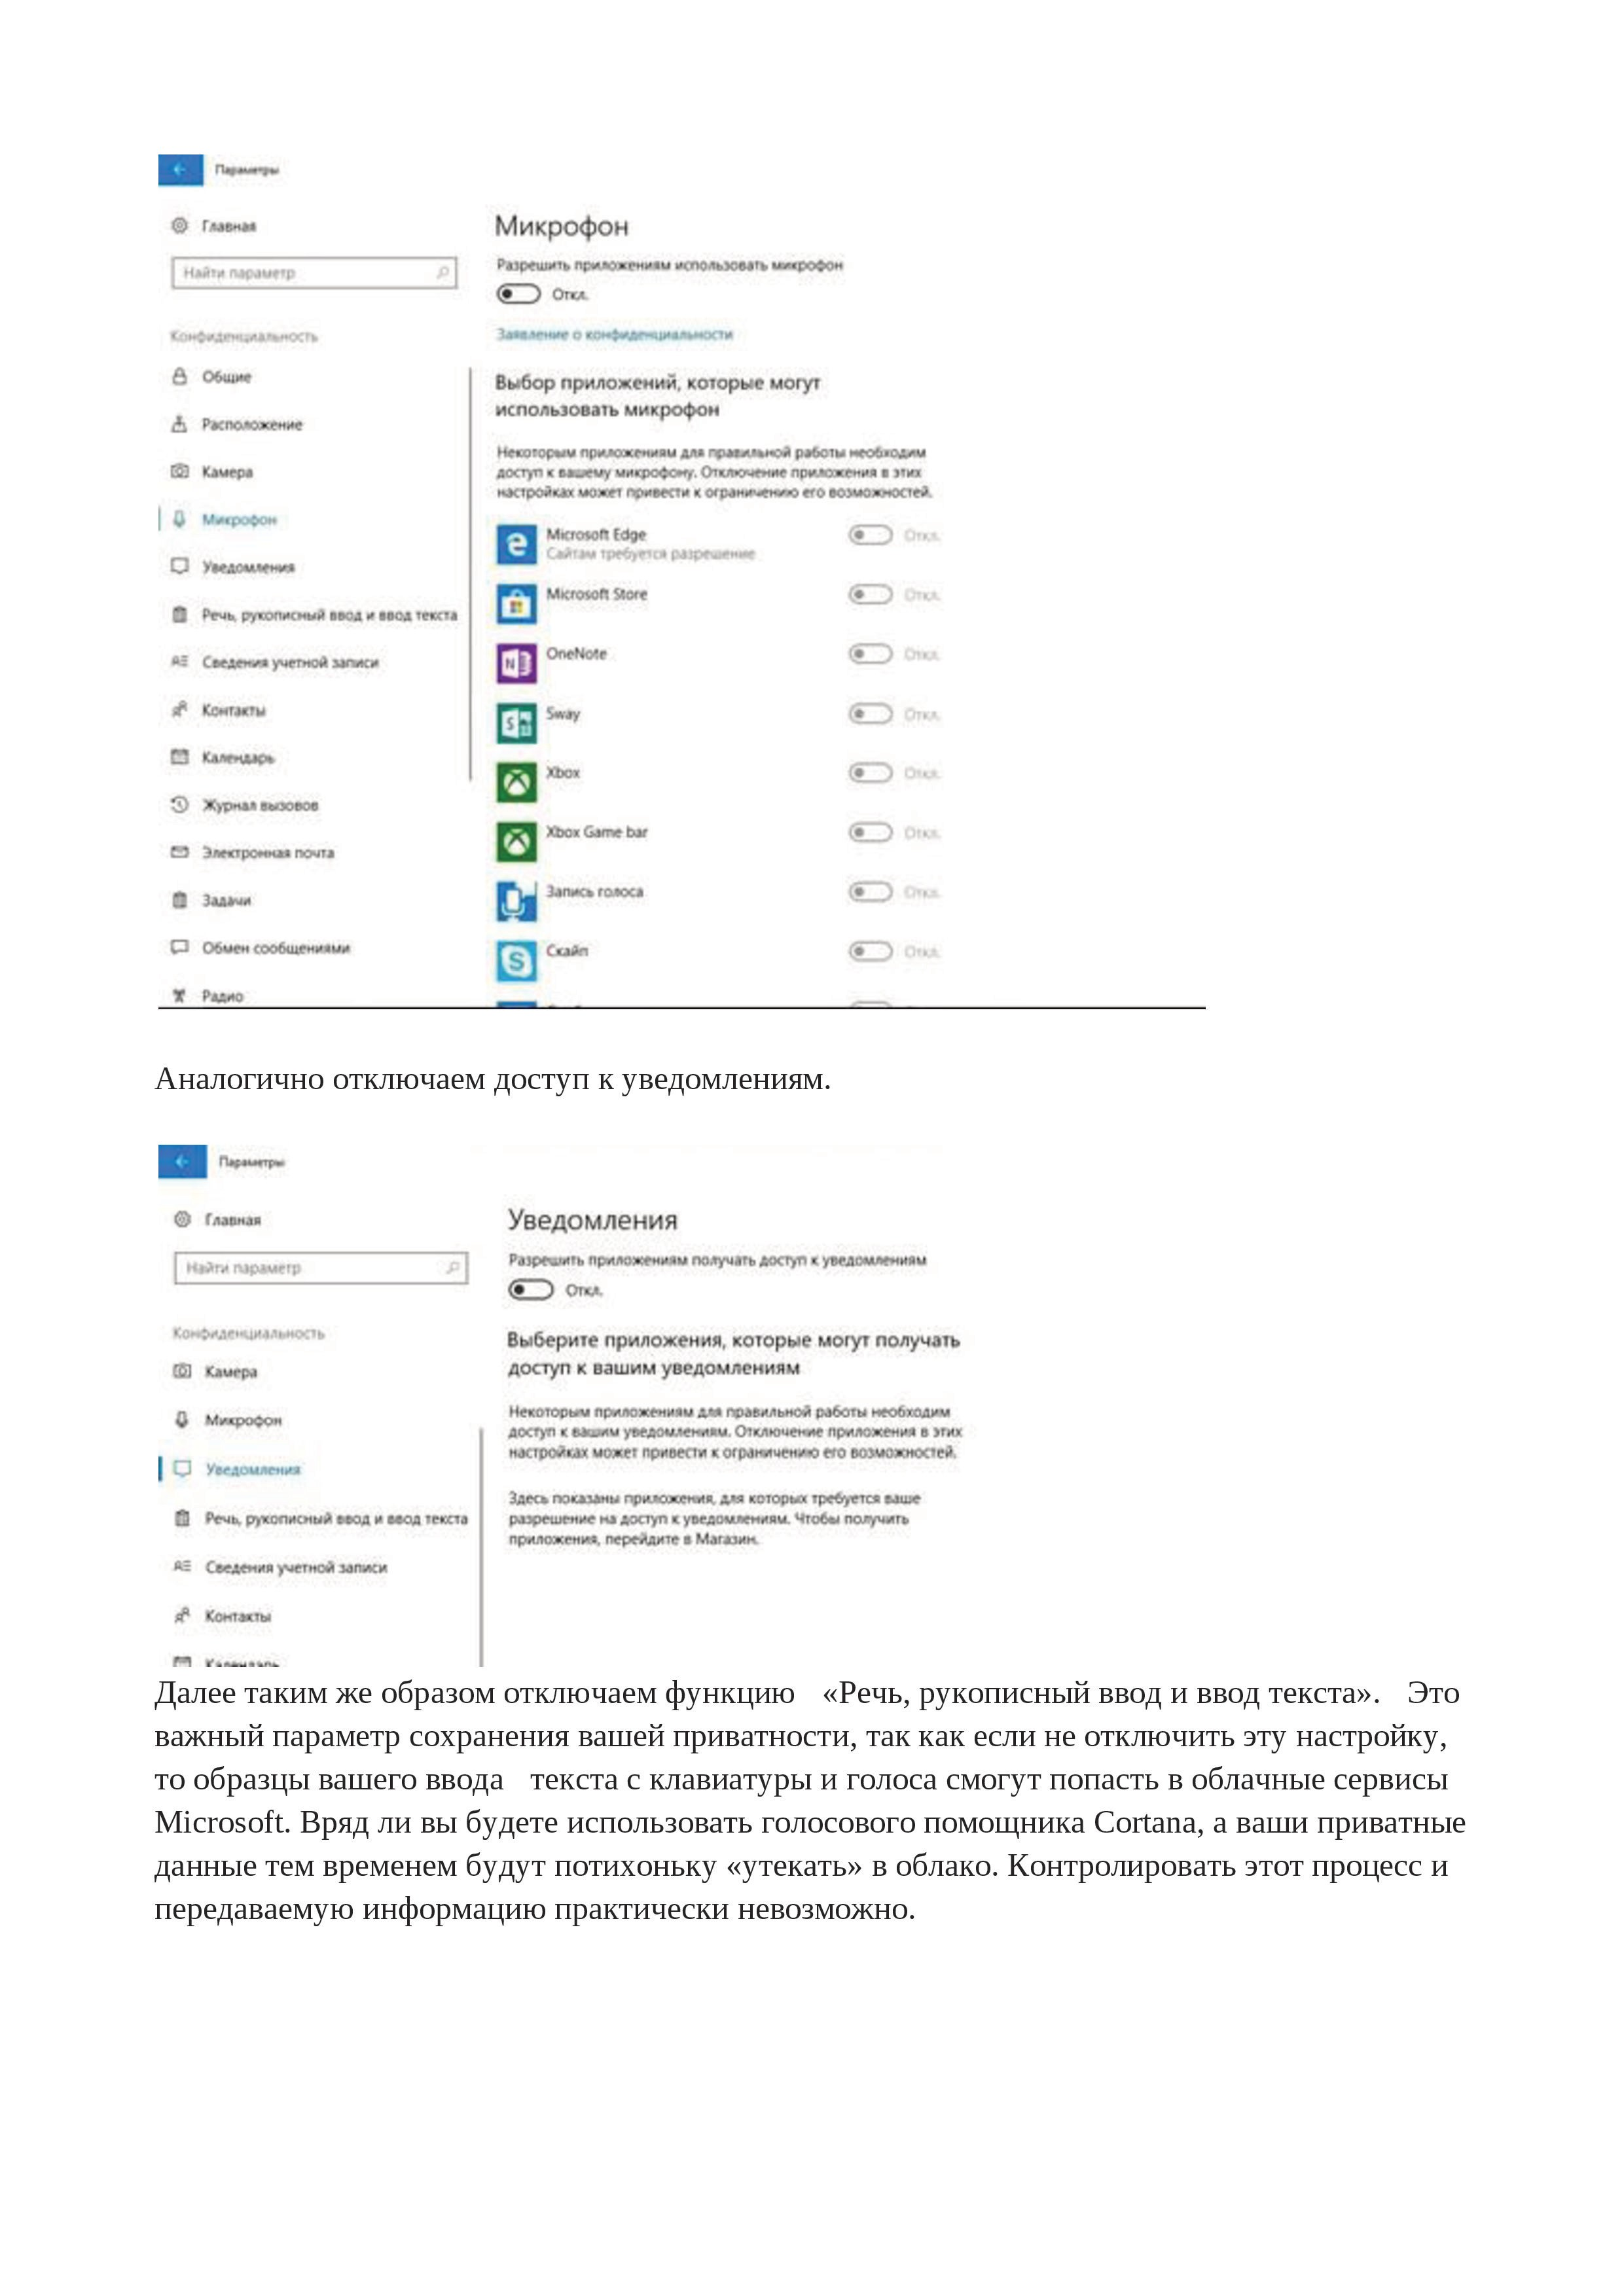 Параметры
Главная
Найти параметр
Конфиденциальность
Общие
Расположение
Камера
Микрофон
Уведомления
Речь, рукописный ввод и ввод текста
Сведения учетной записи
Контакты
Календарь
Журнал вызовов
Электронная почта
Задачи
Обмен сообщениями
Радио
Микрофон
Разрешить приложениям использовать микрофон
Откл.
Заявление о конфиденциальности
Выбор приложений, которые могут
использовать микрофон
Некоторым приложениям для правильной работы необходим
доступ к вашему микрофону. Отключение приложения в этих
настройках может привести к ограничению его возможностей.
Microsoft Edge Откл.
Сайтам требуется разрешение
Microsoft Store Откл.
OneNote Откл.
Sway Откл.
Xbox Откл.
Xbox Game bar Откл.
Запись голоса Откл.
Скайп Откл.
Аналогично отключаем доступ к уведомлениям.
Параметры
Главная
Найти параметр
Конфиденциальность
Камера
Микрофон
Уведомления
Речь, рукописный ввод и ввод текста
Сведения учетной записи
Контакты
Календарь
Уведомления
Разрешить приложениям получать доступ к уведомлениям
Откл.
Выберите приложения, которые могут получать
доступ к вашим уведомлениям
Некоторым приложениям для правильной работы необходим
доступ к вашим уведомлениям. Отключение приложения в этих
настройках может привести к ограничению его возможностей.
Здесь показаны приложения, для которых требуется ваше
разрешение на доступ к уведомлениям. Чтобы получить
приложения, перейдите в Магазин.
Далее таким же образом отключаем функцию «Речь, рукописный ввод и ввод текста». Это
важный параметр сохранения вашей приватности, так как если не отключить эту настройку,
то образцы вашего ввода текста с клавиатуры и голоса смогут попасть в облачные сервисы
Microsoft. Вряд ли вы будете использовать голосового помощника Cortana, а ваши приватные
данные тем временем будут потихоньку «утекать» в облако. Контролировать этот процесс и
передаваемую информацию практически невозможно.